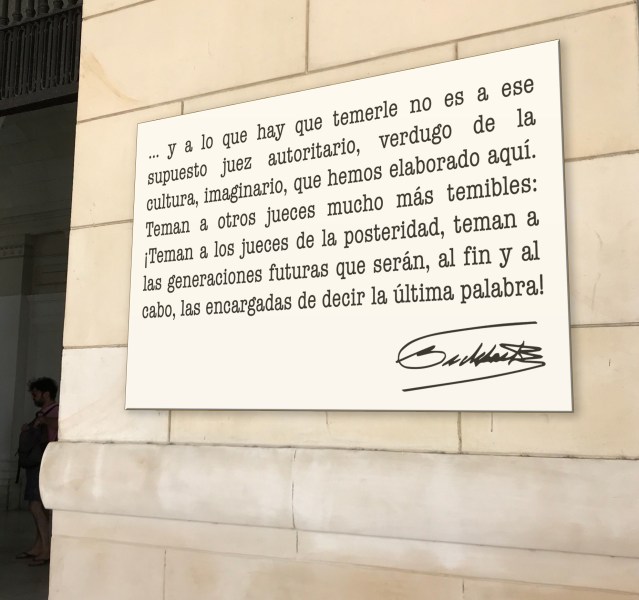 ... y a lo que hay que temerle no es a ese
supuesto juez autoritario, verdugo de la
cultura, imaginario, que hemos elaborado aquí.
Teman a otros jueces mucho más temibles:
¡Teman a los jueces de la posteridad, teman a
las generaciones futuras que serán, al fin y al
cabo, las encargadas de decir la última palabra!